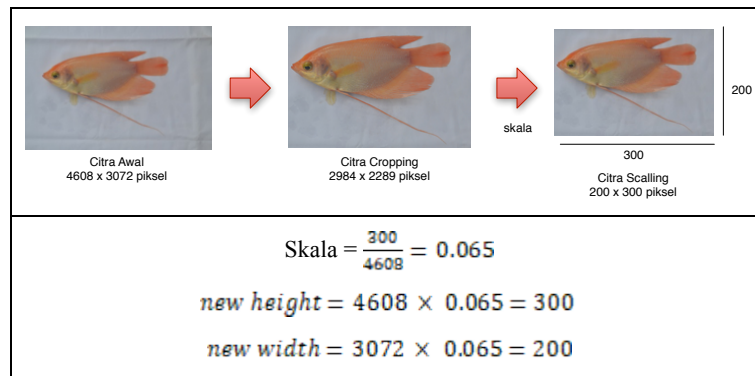 Citra Awal
4608 x 3072 piksel
Citra Cropping
2984 x 2289 piksel
skala
200
300
Citra Scalling
200 x 300 piksel
Skala = 300/4608 = 0.065
new height = 4608 × 0.065 = 300
new width = 3072 × 0.065 = 200